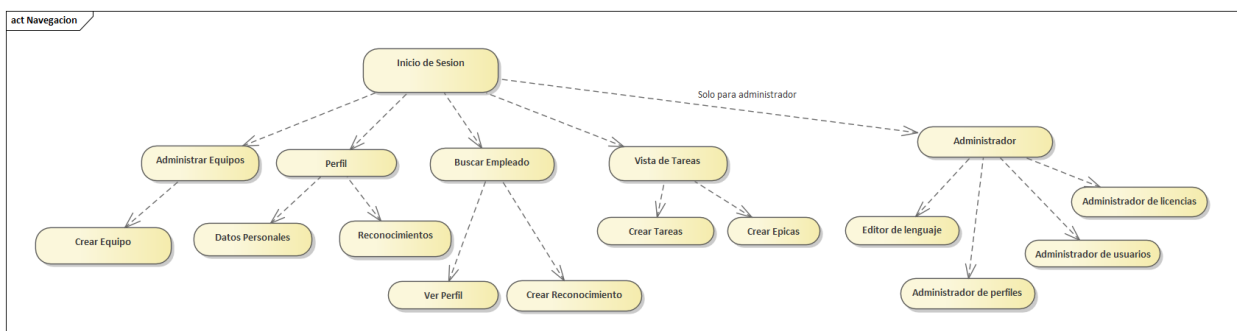 act Navegacion
Inicio de Sesion
Solo para administrador
Administrar Equipos
Perfil
Buscar Empleado
Vista de Tareas
Administrador
Crear Equipo
Datos Personales
Reconocimientos
Ver Perfil
Crear Reconocimiento
Crear Tareas
Crear Epicas
Editor de lenguaje
Administrador de perfiles
Administrador de usuarios
Administrador de licencias